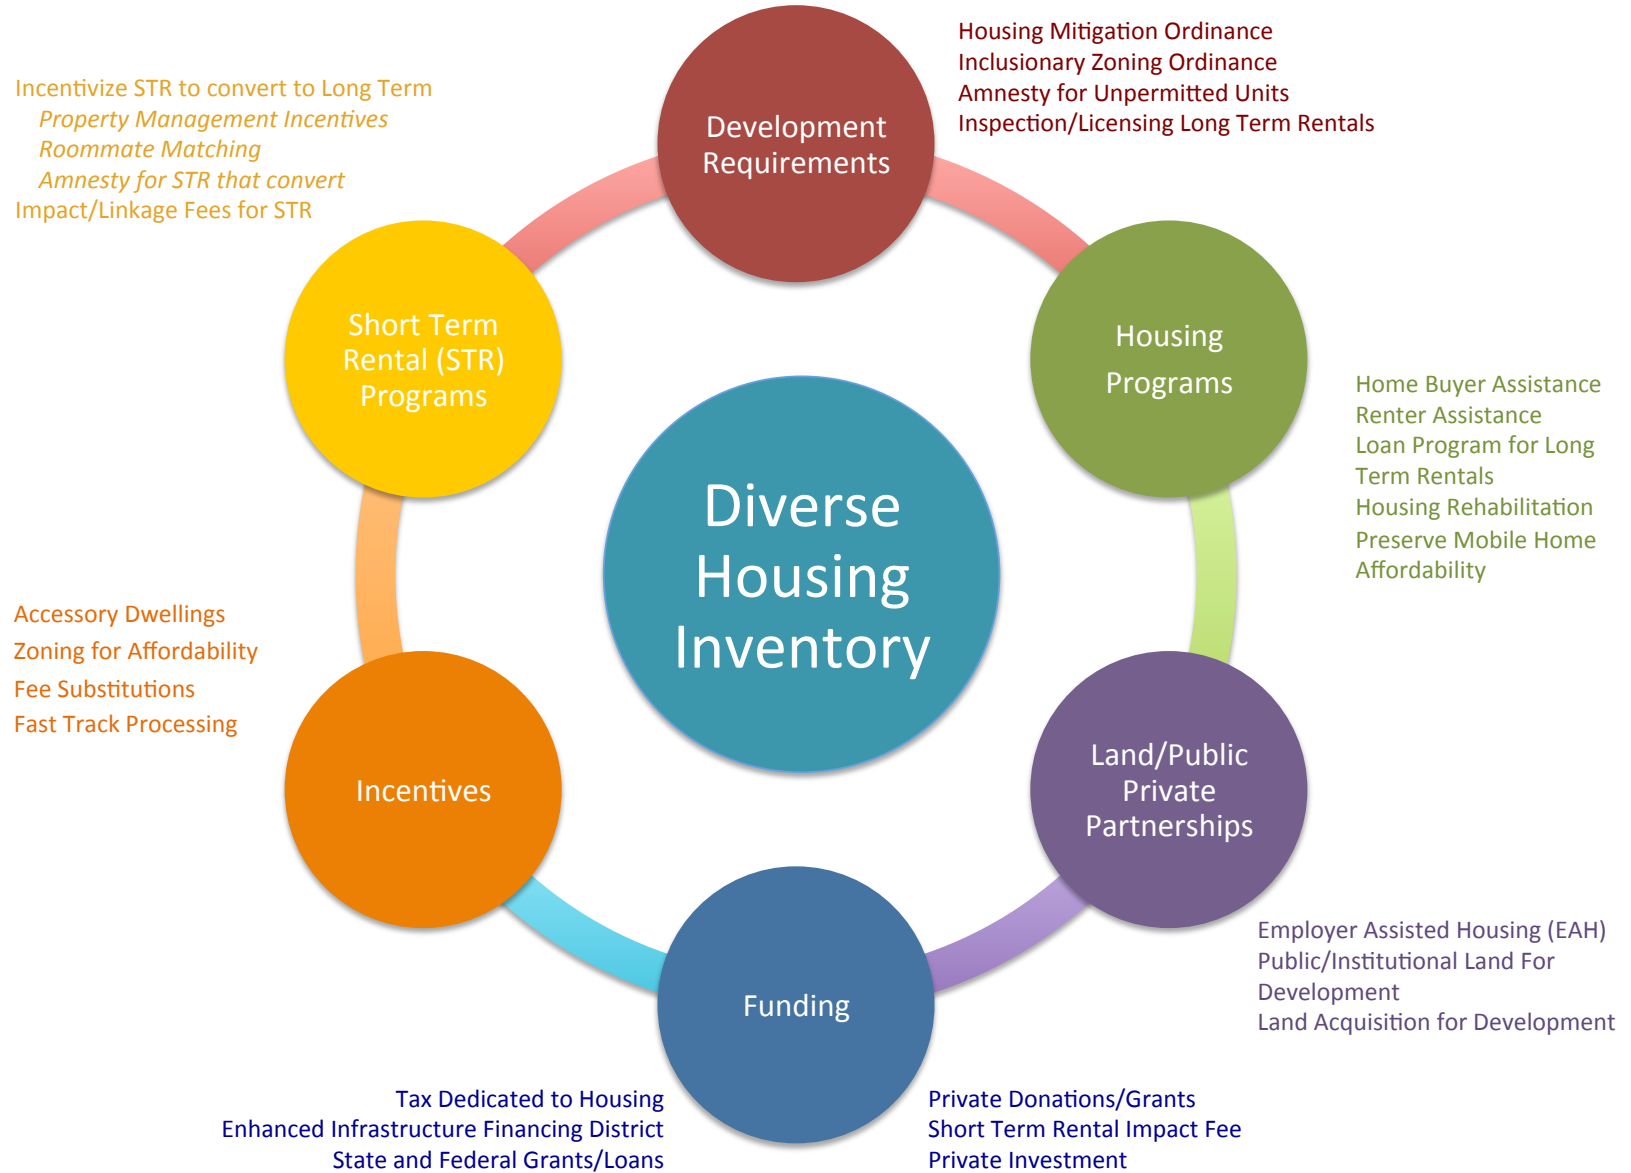 Housing Mitigation Ordinance
Inclusionary Zoning Ordinance
Amnesty for Unpermitted Units
Inspection/Licensing Long Term Rentals
Development
Requirements
Incentivize STR to convert to Long Term
Property Management Incentives
Roommate Matching
Amnesty for STR that convert
Impact/Linkage Fees for STR
Short Term
Rental (STR)
Programs
Housing
Programs
Home Buyer Assistance
Renter Assistance
Loan Program for Long
Term Rentals
Housing Rehabilitation
Preserve Mobile Home
Affordability
Diverse
Housing
Inventory
Accessory Dwellings
Zoning for Affordability
Fee Substitutions
Fast Track Processing
Incentives
Land/Public
Private
Partnerships
Employer Assisted Housing (EAH)
Public/Institutional Land For
Development
Land Acquisition for Development
Funding
Tax Dedicated to Housing
Enhanced Infrastructure Financing District
State and Federal Grants/Loans
Private Donations/Grants
Short Term Rental Impact Fee
Private Investment